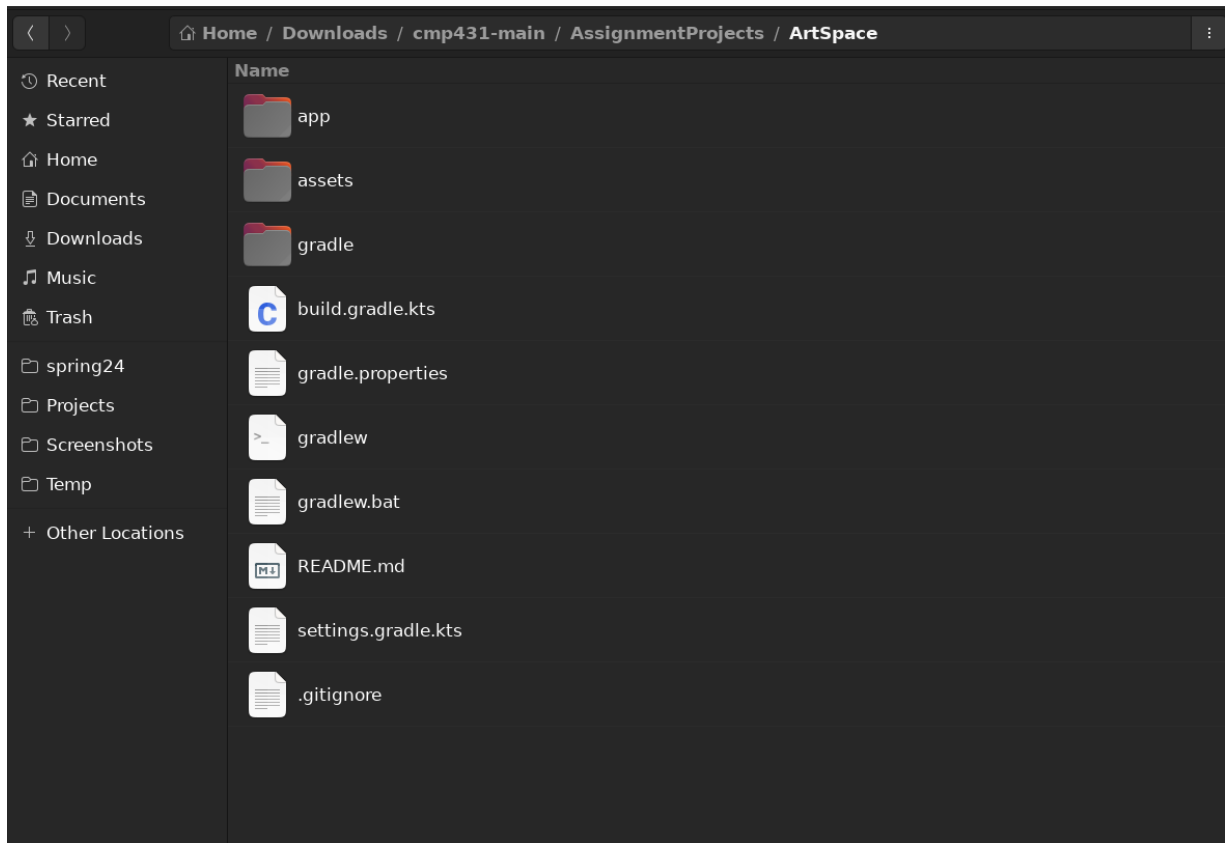 Home / Downloads / cmp431-main / AssignmentProjects / ArtSpace
Recent
Starred
Home
Documents
Downloads
Music
Trash
spring24
Projects
Screenshots
Temp
+ Other Locations
Name
app
assets
gradle
C
build.gradle.kts
gradle.properties
>_
gradlew
gradlew.bat
M↓
README.md
settings.gradle.kts
.gitignore